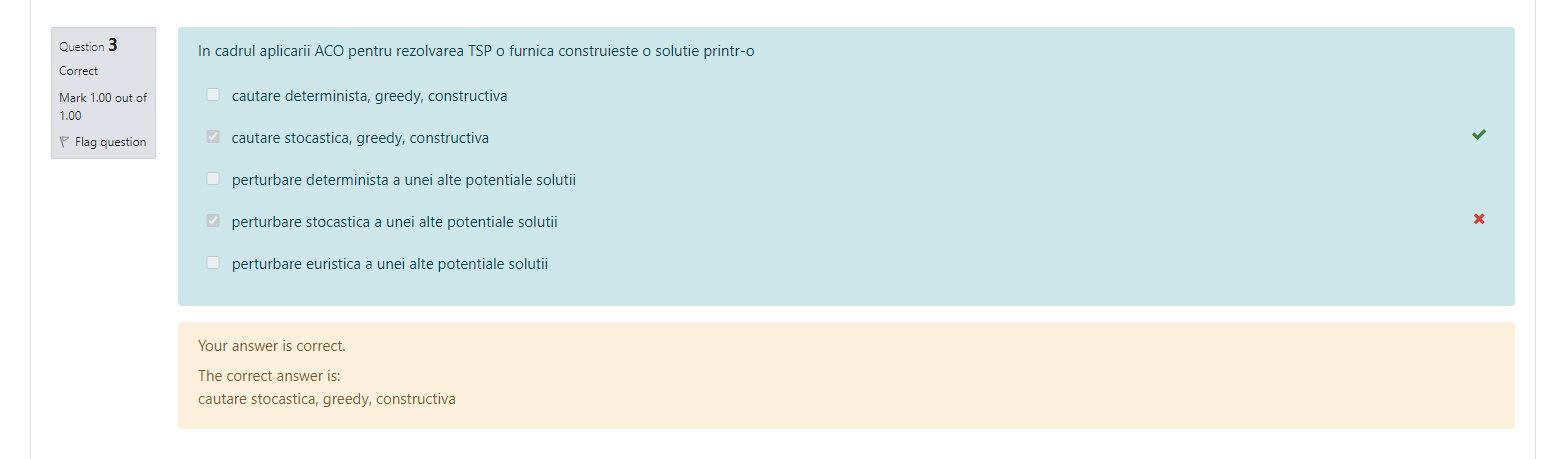 Question 3
Correct
Mark 1.00 out of
1.00
Flag question
In cadrul aplicarii ACO pentru rezolvarea TSP o furnica construieste o solutie printr-o
cautare determinista, greedy, constructiva
cautare stocastica, greedy, constructiva
perturbare determinista a unei alte potentiale solutii
perturbare stocastica a unei alte potentiale solutii
perturbare euristica a unei alte potentiale solutii
Your answer is correct.
The correct answer is:
cautare stocastica, greedy, constructiva